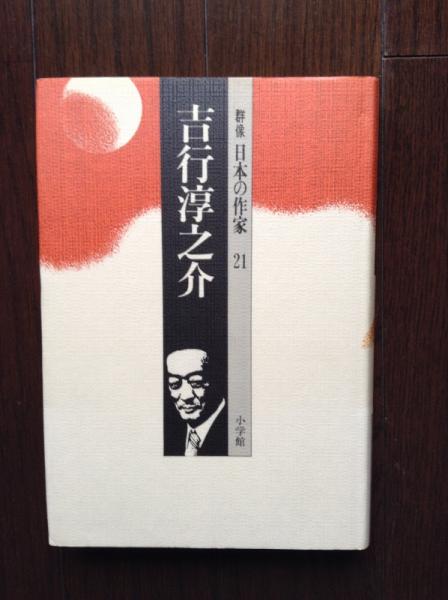 群像 日本の作家 21
吉行淳之介
小学館